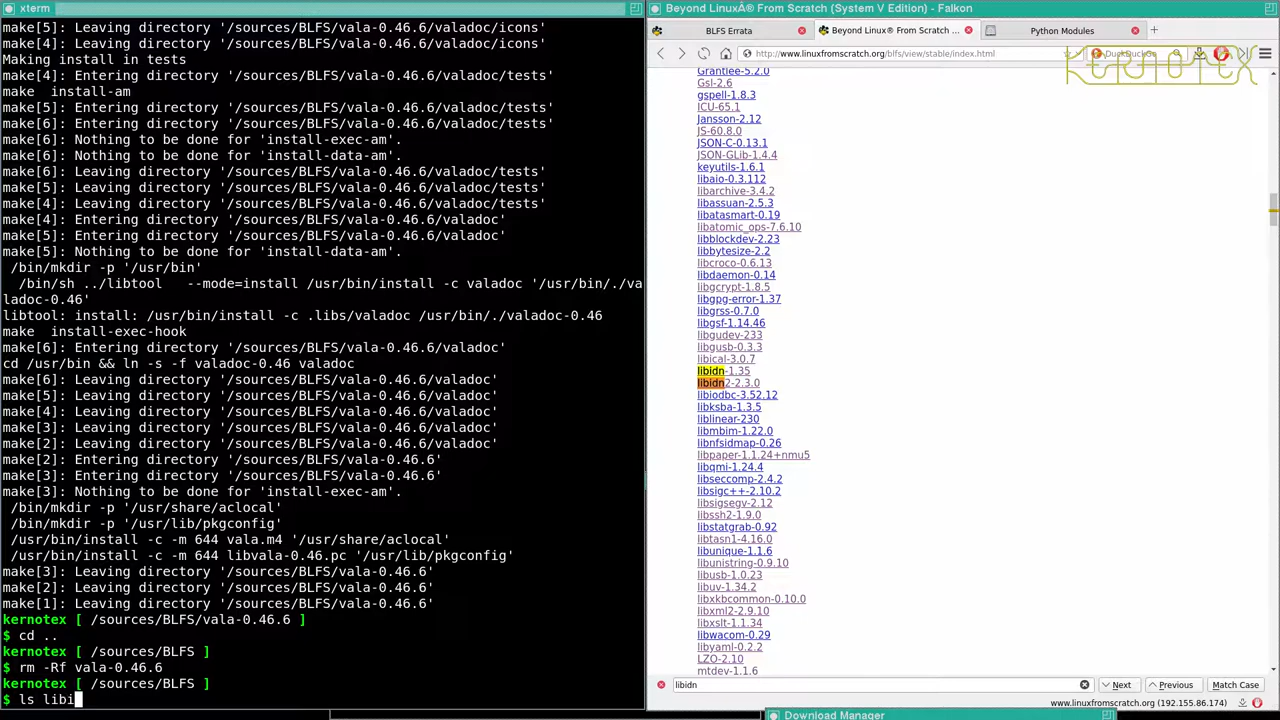 xterm
make[5]: Leaving directory '/sources/BLFS/vala-0.46.6/valadoc/icons'
make[4]: Leaving directory '/sources/BLFS/vala-0.46.6/valadoc/icons'
Making install in tests
make[4]: Entering directory '/sources/BLFS/vala-0.46.6/valadoc/tests'
make  install-am
make[5]: Entering directory '/sources/BLFS/vala-0.46.6/valadoc/tests'
make[6]: Entering directory '/sources/BLFS/vala-0.46.6/valadoc/tests'
make[6]: Nothing to be done for 'install-exec-am'.
make[6]: Nothing to be done for 'install-data-am'.
make[6]: Leaving directory '/sources/BLFS/vala-0.46.6/valadoc/tests'
make[5]: Leaving directory '/sources/BLFS/vala-0.46.6/valadoc/tests'
make[4]: Leaving directory '/sources/BLFS/vala-0.46.6/valadoc/tests'
make[4]: Entering directory '/sources/BLFS/vala-0.46.6/valadoc'
make[5]: Entering directory '/sources/BLFS/vala-0.46.6/valadoc'
make[5]: Nothing to be done for 'install-data-am'.
/bin/mkdir -p '/usr/bin'
/bin/sh ../libtool   --mode=install /usr/bin/install -c valadoc '/usr/bin/./va
ladoc-0.46'
libtool: install: /usr/bin/install -c .libs/valadoc /usr/bin/./valadoc-0.46
make  install-exec-hook
make[6]: Entering directory '/sources/BLFS/vala-0.46.6/valadoc'
cd /usr/bin && ln -s -f valadoc-0.46 valadoc
make[6]: Leaving directory '/sources/BLFS/vala-0.46.6/valadoc'
make[5]: Leaving directory '/sources/BLFS/vala-0.46.6/valadoc'
make[4]: Leaving directory '/sources/BLFS/vala-0.46.6/valadoc'
make[3]: Leaving directory '/sources/BLFS/vala-0.46.6/valadoc'
make[2]: Leaving directory '/sources/BLFS/vala-0.46.6/valadoc'
make[2]: Entering directory '/sources/BLFS/vala-0.46.6'
make[3]: Entering directory '/sources/BLFS/vala-0.46.6'
make[3]: Nothing to be done for 'install-exec-am'.
/bin/mkdir -p '/usr/share/aclocal'
/bin/mkdir -p '/usr/lib/pkgconfig'
/usr/bin/install -c -m 644 vala.m4 '/usr/share/aclocal'
/usr/bin/install -c -m 644 libvala-0.46.pc '/usr/lib/pkgconfig'
make[3]: Leaving directory '/sources/BLFS/vala-0.46.6'
make[2]: Leaving directory '/sources/BLFS/vala-0.46.6'
make[1]: Leaving directory '/sources/BLFS/vala-0.46.6'
kernotex [ /sources/BLFS/vala-0.46.6 ]
$ cd ..
kernotex [ /sources/BLFS ]
$ rm -Rf vala-0.46.6
kernotex [ /sources/BLFS ]
$ ls libi
Beyond LinuxÂ® From Scratch (System V Edition) - Falkon
BLFS Errata
Beyond Linux® From Scratch ...
Python Modules
http://www.linuxfromscratch.org/blfs/view/stable/index.html
DuckDuckGo
KERNOTEX
Grantlee-5.2.0
Gsl-2.6
gspell-1.8.3
ICU-65.1
Jansson-2.12
JS-60.8.0
JSON-C-0.13.1
JSON-GLib-1.4.4
keyutils-1.6.1
libaio-0.3.112
libarchive-3.4.2
libassuan-2.5.3
libatasmart-0.19
libatomic_ops-7.6.10
libblockdev-2.23
libbytesize-2.2
libcroco-0.6.13
libdaemon-0.14
libgcrypt-1.8.5
libgpg-error-1.37
libgrss-0.7.0
libgsf-1.14.46
libgudev-233
libgusb-0.3.3
libical-3.0.7
libidn-1.35
libidn2-2.3.0
libiodbc-3.52.12
libksba-1.3.5
liblinear-230
libmbim-1.22.0
libnfsidmap-0.26
libpaper-1.1.24+nmu5
libqmi-1.24.4
libseccomp-2.4.2
libsigc++-2.10.2
libsigsegv-2.12
libssh2-1.9.0
libstatgrab-0.92
libtasn1-4.16.0
libunique-1.1.6
libunistring-0.9.10
libusb-1.0.23
libuv-1.34.2
libxkbcommon-0.10.0
libxml2-2.9.10
libxslt-1.1.34
libwacom-0.29
libyaml-0.2.2
LZO-2.10
mtdev-1.1.6
libidn
Next
Previous
Match Case
www.linuxfromscratch.org (192.155.86.174)
Download Manager